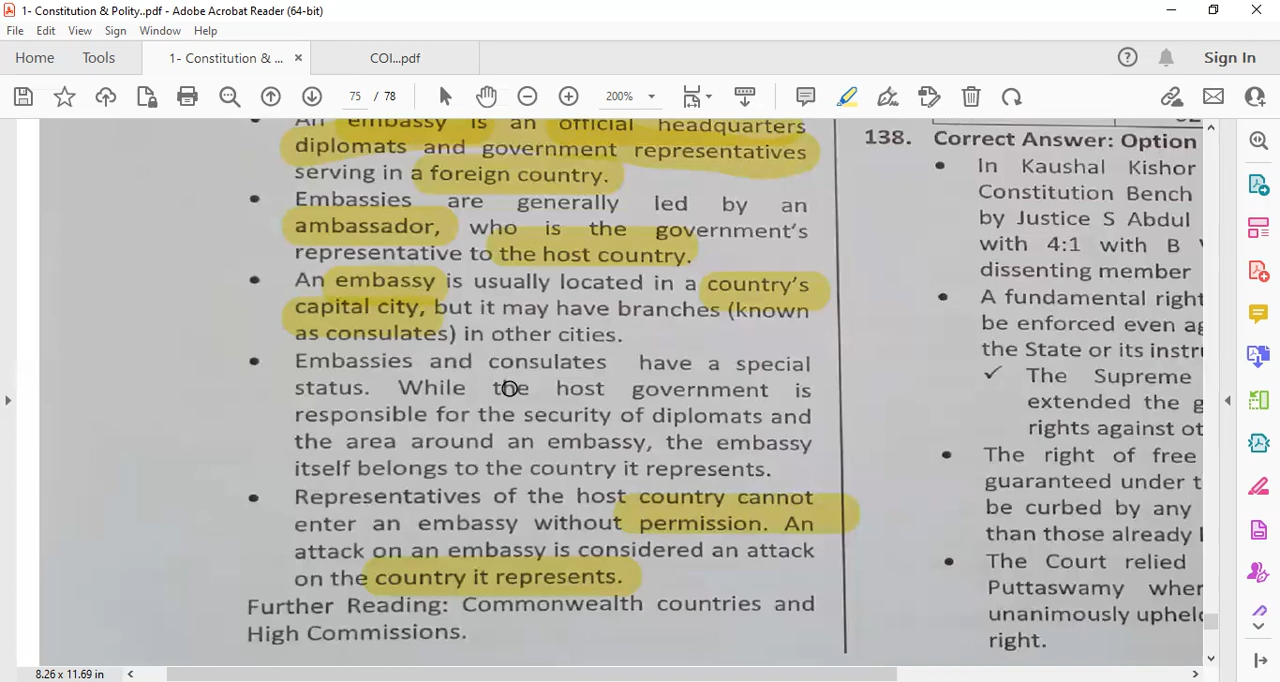 1- Constitution & Polity..pdf - Adobe Acrobat Reader (64-bit)
File Edit View Sign Window Help
Home Tools 1- Constitution & ... × COI...pdf Sign In
75 / 78 200%
An embassy is an official headquarters
diplomats and government representatives
serving in a foreign country.
Embassies are generally led by an
ambassador, who is the government's
representative to the host country.
An embassy is usually located in a country's
capital city, but it may have branches (known
as consulates) in other cities.
Embassies and consulates have a special
status. While the host government is
responsible for the security of diplomats and
the area around an embassy, the embassy
itself belongs to the country it represents.
Representatives of the host country cannot
enter an embassy without permission. An
attack on an embassy is considered an attack
on the country it represents.
Further Reading: Commonwealth countries and
High Commissions.
138. Correct Answer: Option
In Kaushal Kishor
Constitution Bench
by Justice S Abdul
with 4:1 with B
dissenting member
A fundamental right
be enforced even ag
the State or its instr
✓ The Supreme
extended the g
rights against ot
The right of free
guaranteed under t
be curbed by any
than those already
The Court relied
Puttaswamy wher
unanimously uphel
right.
8.26 x 11.69 in